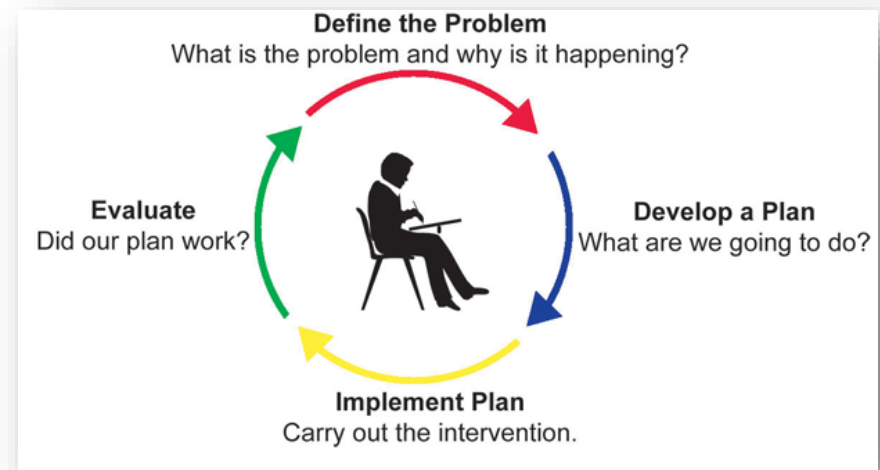 Define the Problem
What is the problem and why is it happening?
Develop a Plan
What are we going to do?
Implement Plan
Carry out the intervention.
Evaluate
Did our plan work?